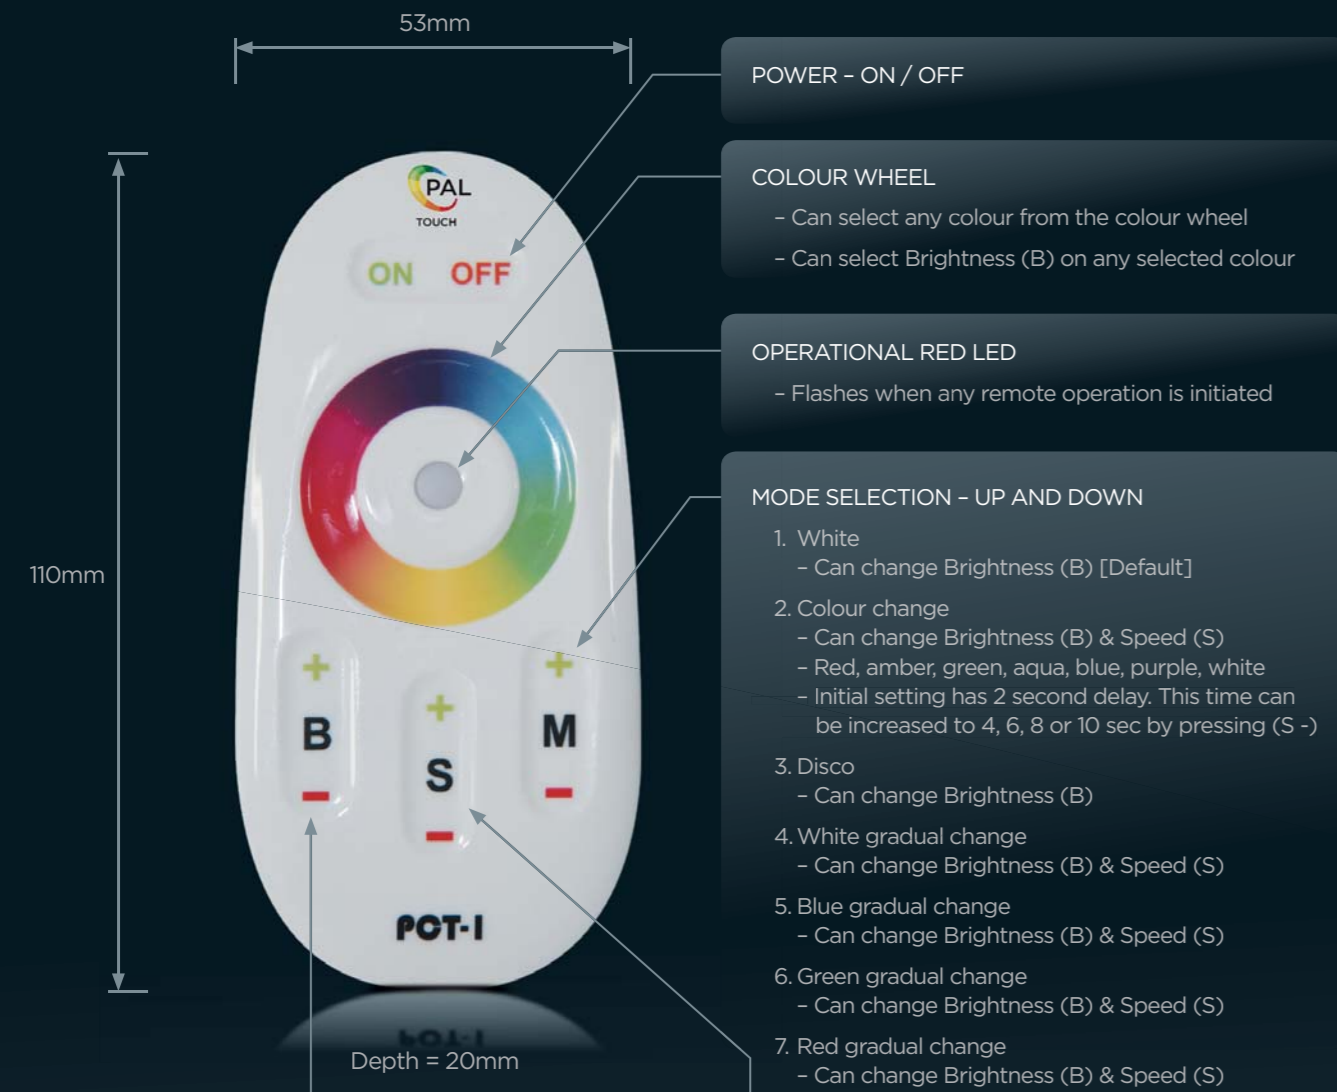 53mm
POWER – ON / OFF
COLOUR WHEEL
– Can select any colour from the colour wheel
– Can select Brightness (B) on any selected colour
OPERATIONAL RED LED
– Flashes when any remote operation is initiated
MODE SELECTION – UP AND DOWN
1. White
– Can change Brightness (B) [Default]
2. Colour change
– Can change Brightness (B) & Speed (S)
– Red, amber, green, aqua, blue, purple, white
– Initial setting has 2 second delay. This time can
be increased to 4, 6, 8 or 10 sec by pressing (S -)
3. Disco
– Can change Brightness (B)
4. White gradual change
– Can change Brightness (B) & Speed (S)
5. Blue gradual change
– Can change Brightness (B) & Speed (S)
6. Green gradual change
– Can change Brightness (B) & Speed (S)
7. Red gradual change
– Can change Brightness (B) & Speed (S)
110mm
PAL
TOUCH
ON OFF
+ + +
B S M
– – –
PCT-1
Depth = 20mm